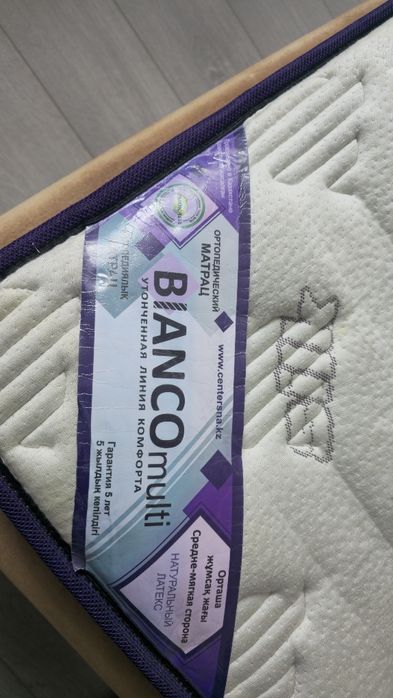 ОРТОПЕДИЧЕСКИЙ
МАТРАЦ
www.centersna.kz
BIANCO multi
УТОНЧЕННАЯ ЛИНИЯ КОМФОРТА
Гарантия 5 лет
5 жылдық кепілдігі
Орташа
жұмсақ жағы
Средне-мягкая сторона
НАТУРАЛЬНЫЙ
ЛАТЕКС